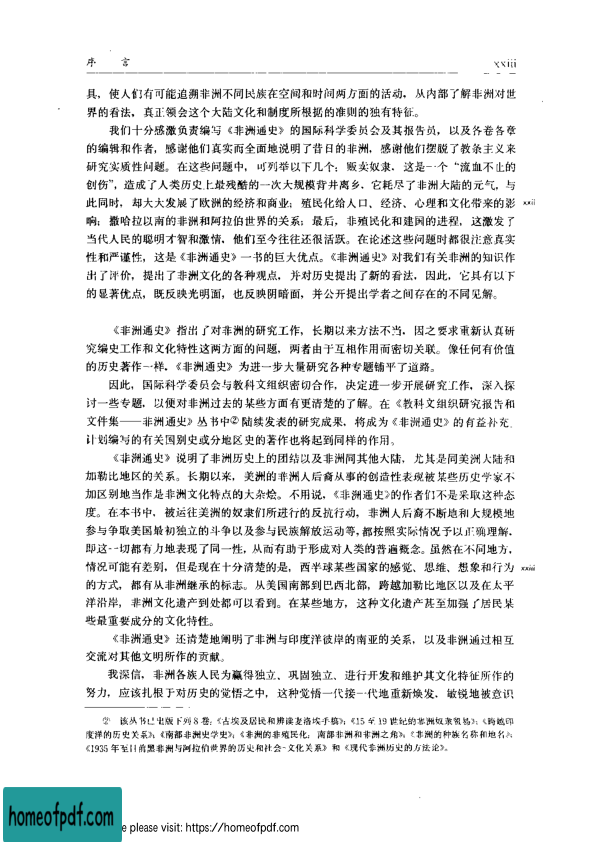 序 言 xxiii
具，使人们有可能追溯非洲不同民族在空间和时间两方面的活动，从内部了解非洲对世
界的看法，真正领会这个大陆文化和制度所根据的准则的独有特征。
我们十分感激负责编写《非洲通史》的国际科学委员会及其报告员，以及各卷各章
的编辑和作者，感谢他们真实而全面地说明了昔日的非洲，感谢他们摆脱了教条主义来
研究实质性问题。在这些问题中，可列举以下几个：贩卖奴隶，这是一个“流血不止的
创伤”，造成了人类历史上最残酷的一次大规模背井离乡，它耗尽了非洲大陆的元气，与
此同时，却大大发展了欧洲的经济和商业；殖民化给人口、经济、心理和文化带来的影 xxii
响；撒哈拉以南的非洲和阿拉伯世界的关系；最后，非殖民化和建国的进程，这激发了
当代人民的聪明才智和激情，他们至今往往还很活跃。在论述这些问题时都很注意真实
性和严谨性，这是《非洲通史》一书的巨大优点。《非洲通史》对我们有关非洲的知识作
出了评价，提出了非洲文化的各种观点，并对历史提出了新的看法，因此，它具有以下
的显著优点，既反映光明面，也反映阴暗面，并公开提出学者之间存在的不同见解。
《非洲通史》指出了对非洲的研究工作，长期以来方法不当，因之要求重新认真研
究编史工作和文化特性这两方面的问题，两者由于互相作用而密切关联。像任何有价值
的历史著作一样，《非洲通史》为进一步大量研究各种专题铺平了道路。
因此，国际科学委员会与教科文组织密切合作，决定进一步开展研究工作，深入探
讨一些专题，以便对非洲过去的某些方面有更清楚的了解。在《教科文组织研究报告和
文件集——非洲通史》丛书中②陆续发表的研究成果，将成为《非洲通史》的有益补充，
计划编写的有关国别史或分地区史的著作也将起到同样的作用。
《非洲通史》说明了非洲历史上的团结以及非洲同其他大陆，尤其是同美洲大陆和
加勒比地区的关系。长期以来，美洲的非洲人后裔从事的创造性表现被某些历史学家不
加区别地当作是非洲文化特点的大杂烩。不用说，《非洲通史》的作者们不是采取这种态
度。在本书中，被运往美洲的奴隶们所进行的反抗行动，非洲人后裔不断地和大规模地
参与争取美国最初独立的斗争以及参与民族解放运动等，都按照实际情况予以正确理解，
即这一切都有力地表现了同一性，从而有助于形成对人类的普遍概念。虽然在不同地方，
情况可能有差别，但是现在十分清楚的是，西半球某些国家的感觉、思维、想象和行为 xxiii
的方式，都有从非洲继承的标志。从美国南部到巴西北部，跨越加勒比地区以及在太平
洋沿岸，非洲文化遗产到处都可以看到。在某些地方，这种文化遗产甚至加强了居民某
些最重要成分的文化特性。
《非洲通史》还清楚地阐明了非洲与印度洋彼岸的南亚的关系，以及非洲通过相互
交流对其他文明所作的贡献。
我深信，非洲各族人民为赢得独立、巩固独立、进行开发和维护其文化特征所作的
努力，应该扎根于对历史的觉悟之中，这种觉悟一代接一代地重新焕发，敏锐地被意识
② 该丛书已出版下列8卷：《古埃及居民和辨读麦洛埃手稿》；《15至19世纪的非洲奴隶贸易》；《跨越印
度洋的历史关系》；《南部非洲史学史》；《非洲的非殖民化：南部非洲和非洲之角》；《非洲的种族名称和地名》；
《1935年至目前黑非洲与阿拉伯世界的历史和社会-文化关系》和《现代非洲历史的方法论》。
homeofpdf.com
e please visit: https://homeofpdf.com